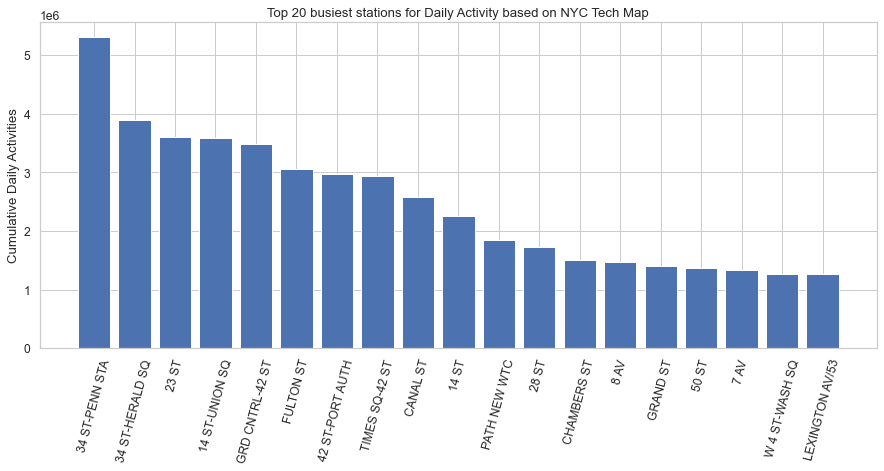 Top 20 busiest stations for Daily Activity based on NYC Tech Map
1e6
Cumulative Daily Activities
5
4
3
2
1
0
34 ST-PENN STA
34 ST-HERALD SQ
23 ST
14 ST-UNION SQ
GRD CNTRL-42 ST
FULTON ST
42 ST-PORT AUTH
TIMES SQ-42 ST
CANAL ST
14 ST
PATH NEW WTC
28 ST
CHAMBERS ST
8 AV
GRAND ST
50 ST
7 AV
W 4 ST-WASH SQ
LEXINGTON AV/53